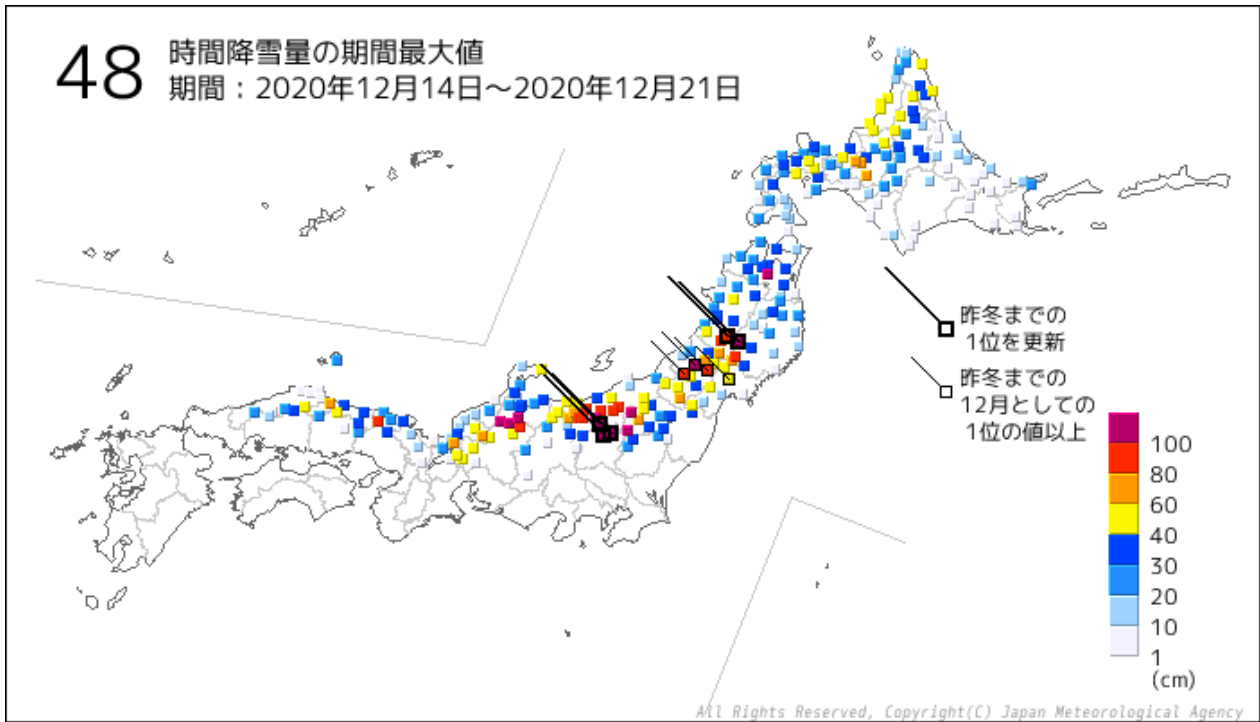 48
時間降雪量の期間最大値
期間：2020年12月14日～2020年12月21日
昨冬までの
1位を更新
昨冬までの
12月としての
1位の値以上
100
80
60
40
30
20
10
1
(cm)
All Rights Reserved, Copyright(C) Japan Meteorological Agency